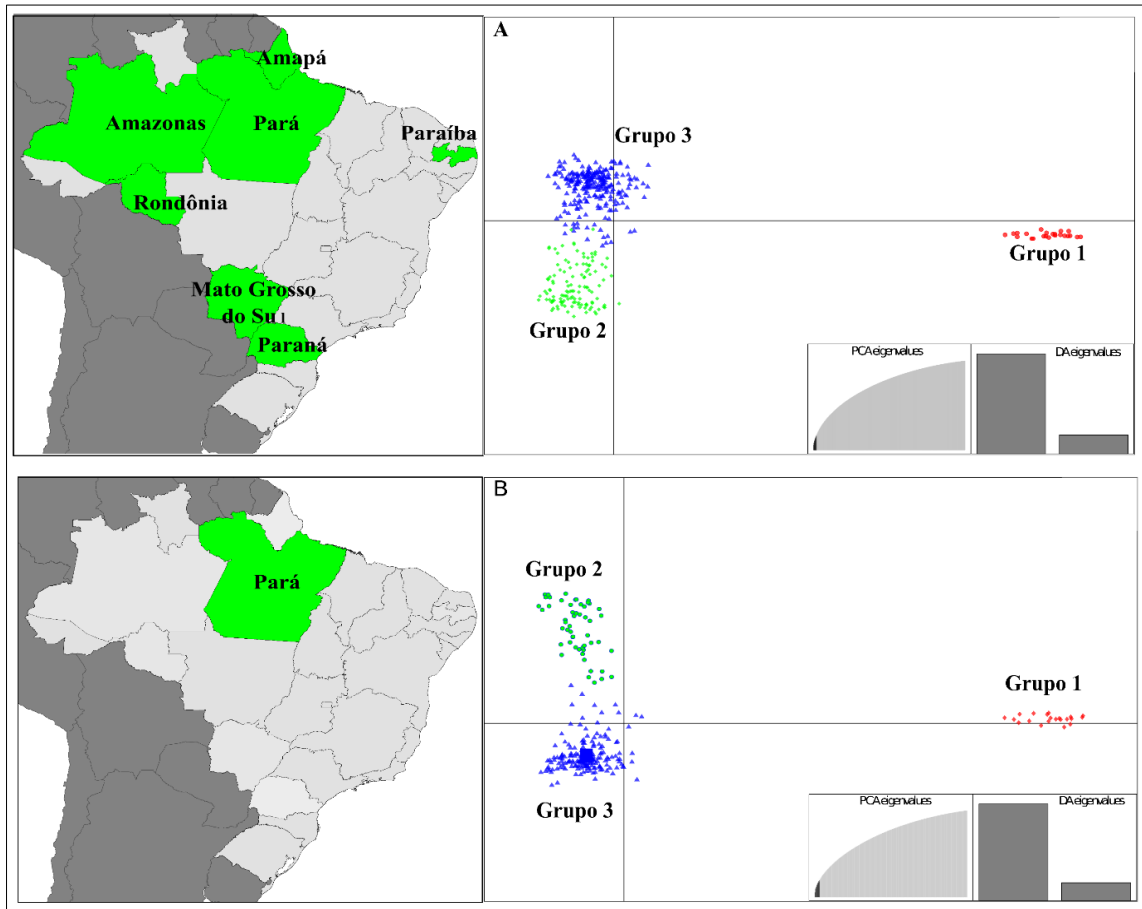 Amapá
Amazonas
Pará
Paraíba
Rondônia
Mato Grosso
do Sul
Paraná
A
Grupo 3
Grupo 1
Grupo 2
PCA eigenvalues
DA eigenvalues
Pará
B
Grupo 2
Grupo 1
Grupo 3
PCA eigenvalues
DA eigenvalues